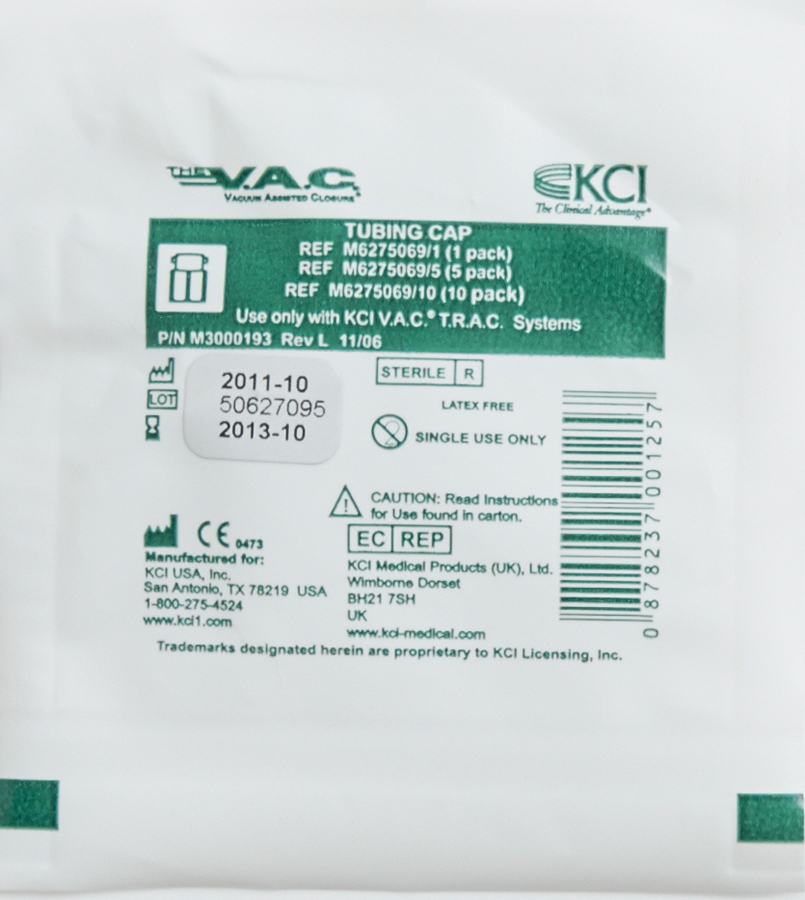 THE V.A.C.®
VACUUM ASSISTED CLOSURE®
KCI
The Clinical Advantage®
TUBING CAP
REF M6275069/1 (1 pack)
REF M6275069/5 (5 pack)
REF M6275069/10 (10 pack)
Use only with KCI V.A.C.® T.R.A.C. Systems
P/N M3000193 Rev L 11/06
2011-10
LOT 50627095
2013-10
STERILE R
LATEX FREE
2 SINGLE USE ONLY
! CAUTION: Read Instructions
for Use found in carton.
CE 0473
Manufactured for:
KCI USA, Inc.
San Antonio, TX 78219 USA
1-800-275-4524
www.kci1.com
EC REP
KCI Medical Products (UK), Ltd.
Wimborne Dorset
BH21 7SH
UK
www.kci-medical.com
0 878237 001257
Trademarks designated herein are proprietary to KCI Licensing, Inc.